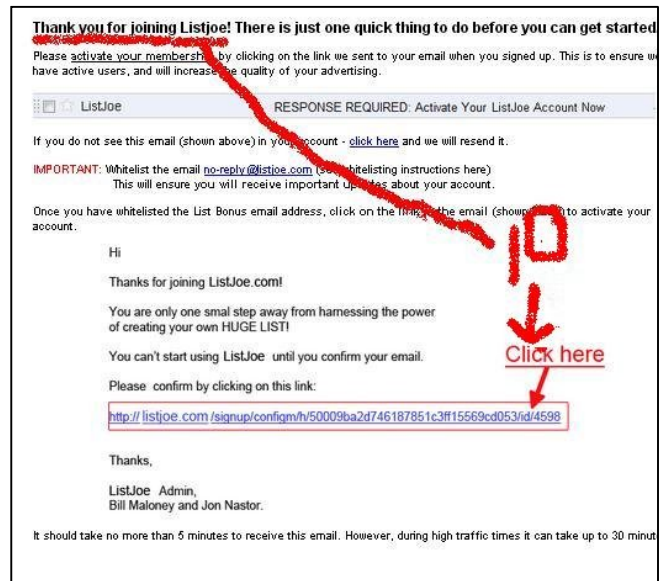 Thank you for joining Listjoe! There is just one quick thing to do before you can get started
Please activate your membership by clicking on the link we sent to your email when you signed up. This is to ensure we
have active users, and will increase the quality of your advertising.
ListJoe RESPONSE REQUIRED: Activate Your ListJoe Account Now
If you do not see this email (shown above) in your account - click here and we will resend it.
IMPORTANT: Whitelist the email no-reply@listjoe.com (see whitelisting instructions here)
This will ensure you will receive important updates about your account.
Once you have whitelisted the List Bonus email address, click on the link in the email (shown to activate your
account.
Hi
Thanks for joining ListJoe.com!
You are only one smal step away from harnessing the power
of creating your own HUGE LIST!
You can't start using ListJoe until you confirm your email.
Click here
Please confirm by clicking on this link:
http:// listjoe.com /signup/configm/h/50009ba2d746187851c3ff15569cd053/id/4598
Thanks,
ListJoe Admin,
Bill Maloney and Jon Nastor.
It should take no more than 5 minutes to receive this email. However, during high traffic times it can take up to 30 minut